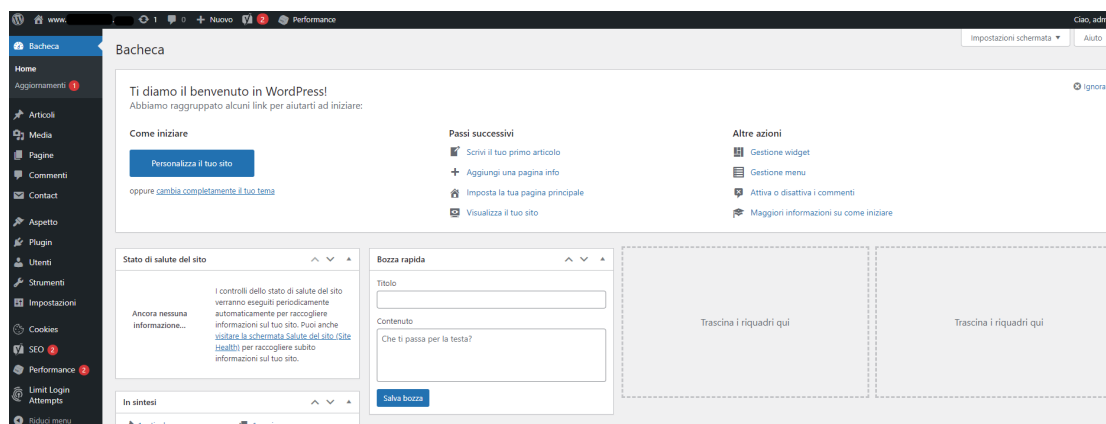 www. 1 0 + Nuovo 2 Performance
Ciao, adm
Impostazioni schermata ▼ Aiuto
Bacheca
Home
Aggiornamenti 1
Articoli
Media
Pagine
Commenti
Contact
Aspetto
Plugin
Utenti
Strumenti
Impostazioni
Cookies
SEO 2
Performance 2
Limit Login
Attempts
Riduci menu
Bacheca
Ti diamo il benvenuto in WordPress!
Abbiamo raggruppato alcuni link per aiutarti ad iniziare:
Ignora
Come iniziare
Personalizza il tuo sito
oppure cambia completamente il tuo tema
Passi successivi
Scrivi il tuo primo articolo
Aggiungi una pagina info
Imposta la tua pagina principale
Visualizza il tuo sito
Altre azioni
Gestione widget
Gestione menu
Attiva o disattiva i commenti
Maggiori informazioni su come iniziare
Stato di salute del sito
Ancora nessuna
informazione...
I controlli dello stato di salute del sito
verranno eseguiti periodicamente
automaticamente per raccogliere
informazioni sul tuo sito. Puoi anche
visitare la schermata Salute del sito (Site
Health) per raccogliere subito
informazioni sul tuo sito.
In sintesi
Bozza rapida
Titolo
Contenuto
Che ti passa per la testa?
Salva bozza
Trascina i riquadri qui
Trascina i riquadri qui